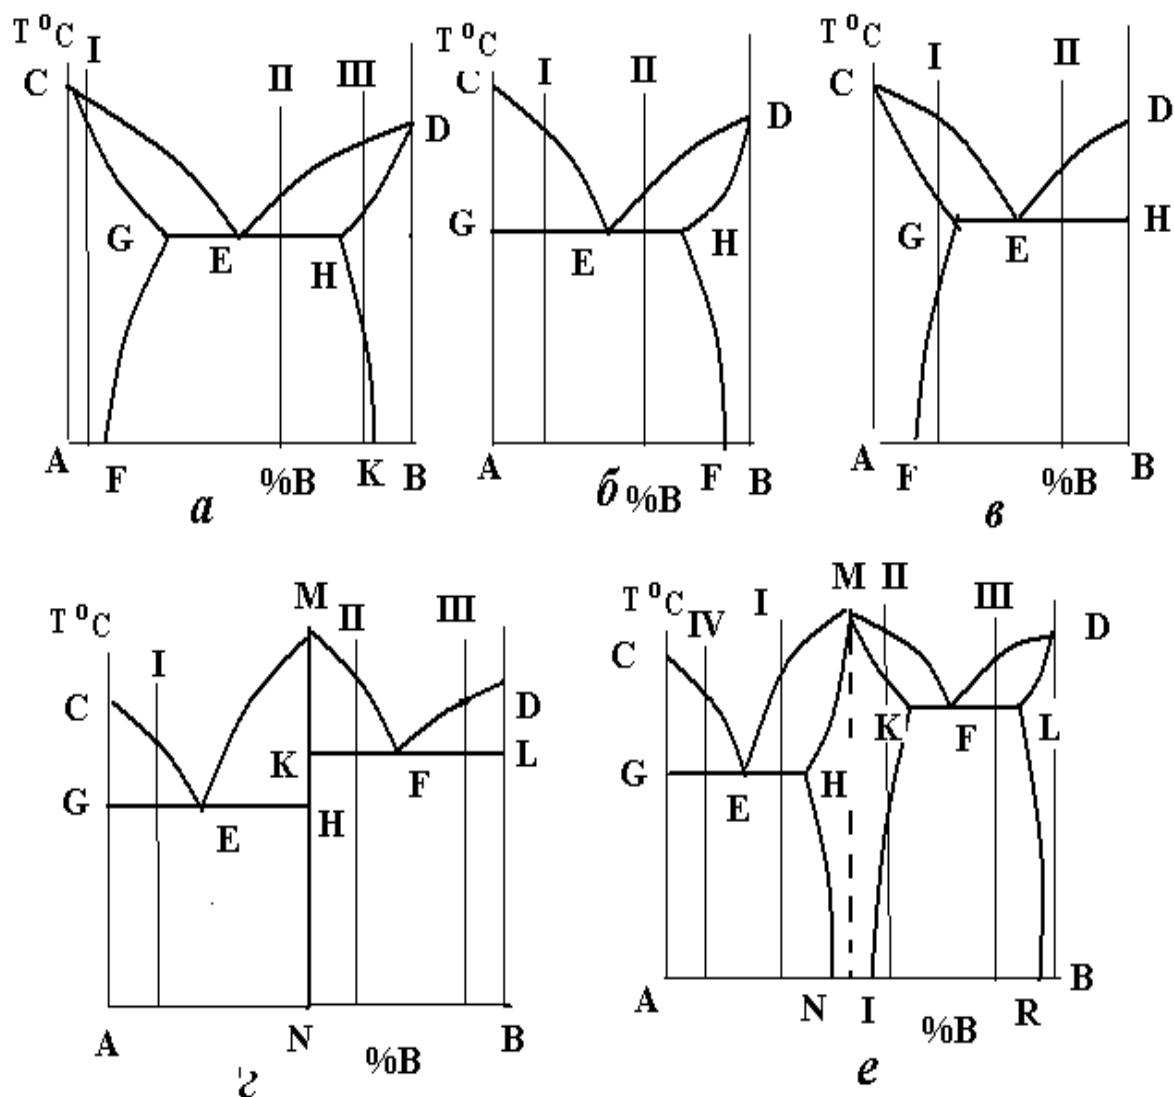 T °C I II III
C D
G E H
A F %B K B
а
T °C I II
C D
G E H
A %B F B
б
T °C I II
C D
G E H
A F %B B
в
T °C I M II III
C D
K F L
G E H
A N %B B
г
T °C IV I M II III
C D
K F L
G E H
A N I %B R B
е